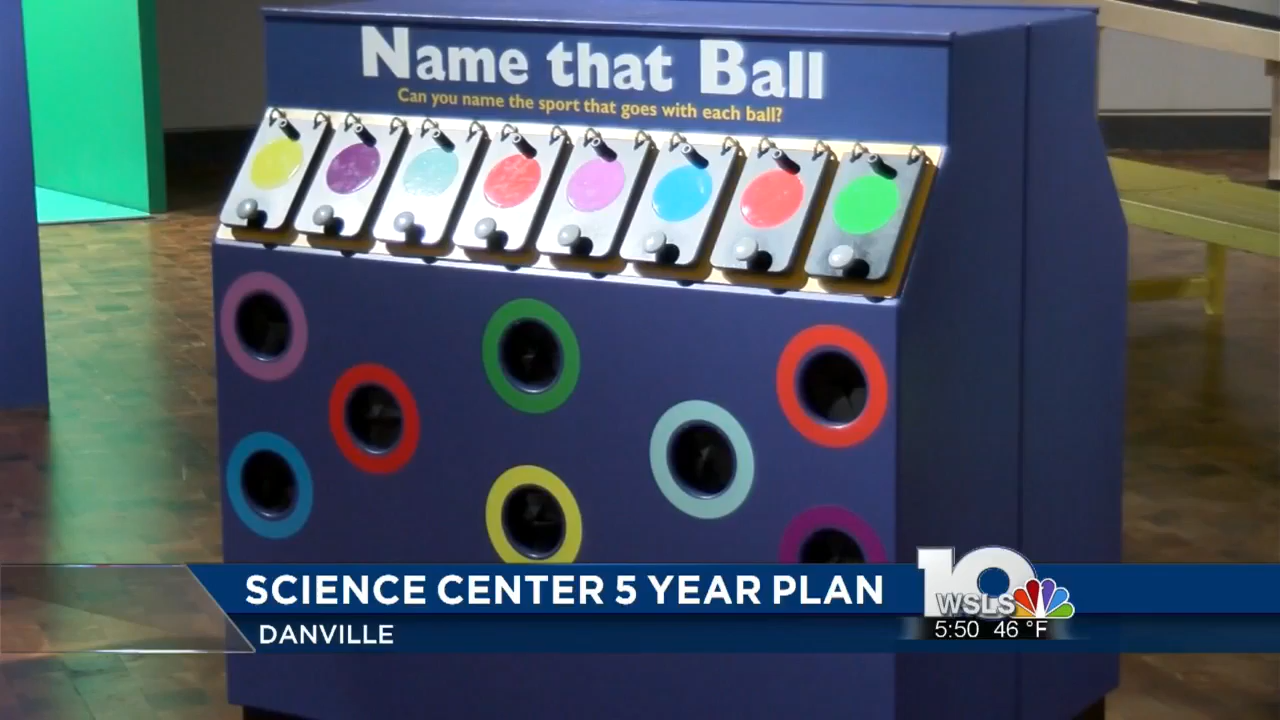 Name that Ball
Can you name the sport that goes with each ball?
SCIENCE CENTER 5 YEAR PLAN
DANVILLE
10
WSLS
5:50 46 °F